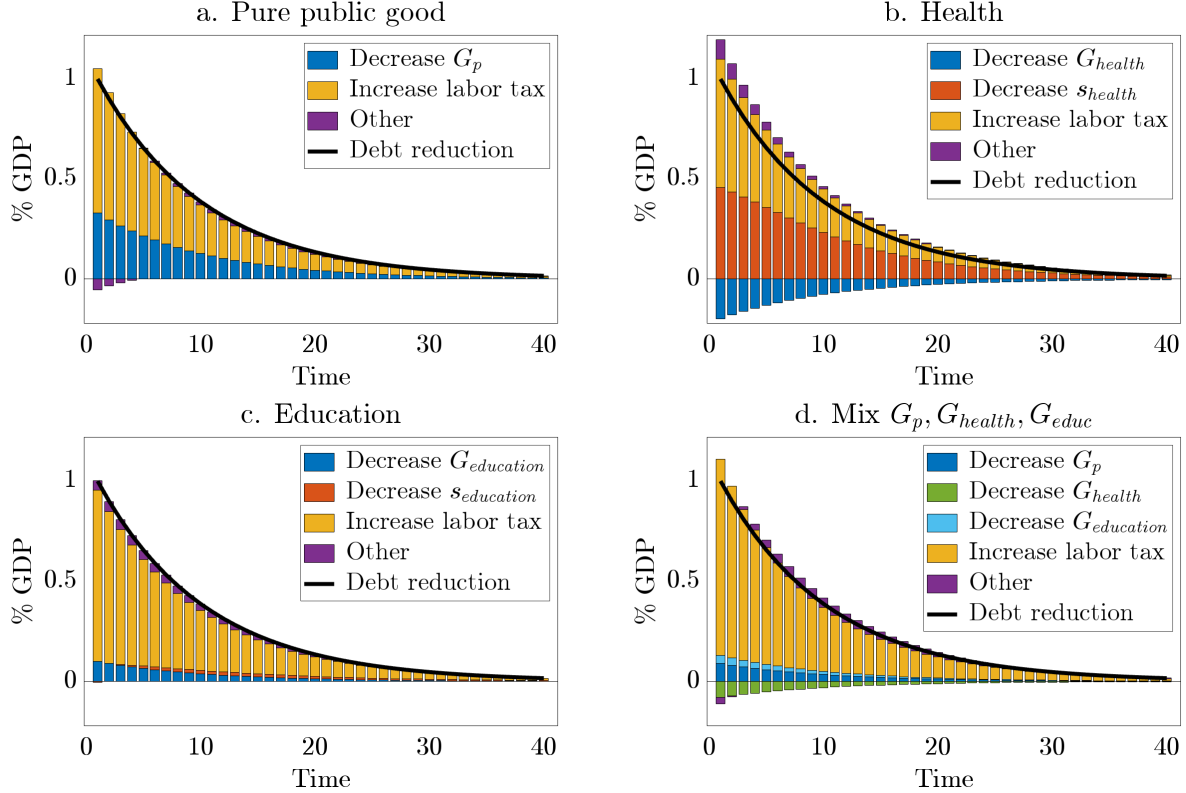 a. Pure public good
% GDP
1
0.5
0
Decrease G_p
Increase labor tax
Other
Debt reduction
0 10 20 30 40
Time
b. Health
% GDP
1
0.5
0
Decrease G_health
Decrease s_health
Increase labor tax
Other
Debt reduction
0 10 20 30 40
Time
c. Education
% GDP
1
0.5
0
Decrease G_education
Decrease s_education
Increase labor tax
Other
Debt reduction
0 10 20 30 40
Time
d. Mix G_p, G_health, G_educ
% GDP
1
0.5
0
Decrease G_p
Decrease G_health
Decrease G_education
Increase labor tax
Other
Debt reduction
0 10 20 30 40
Time